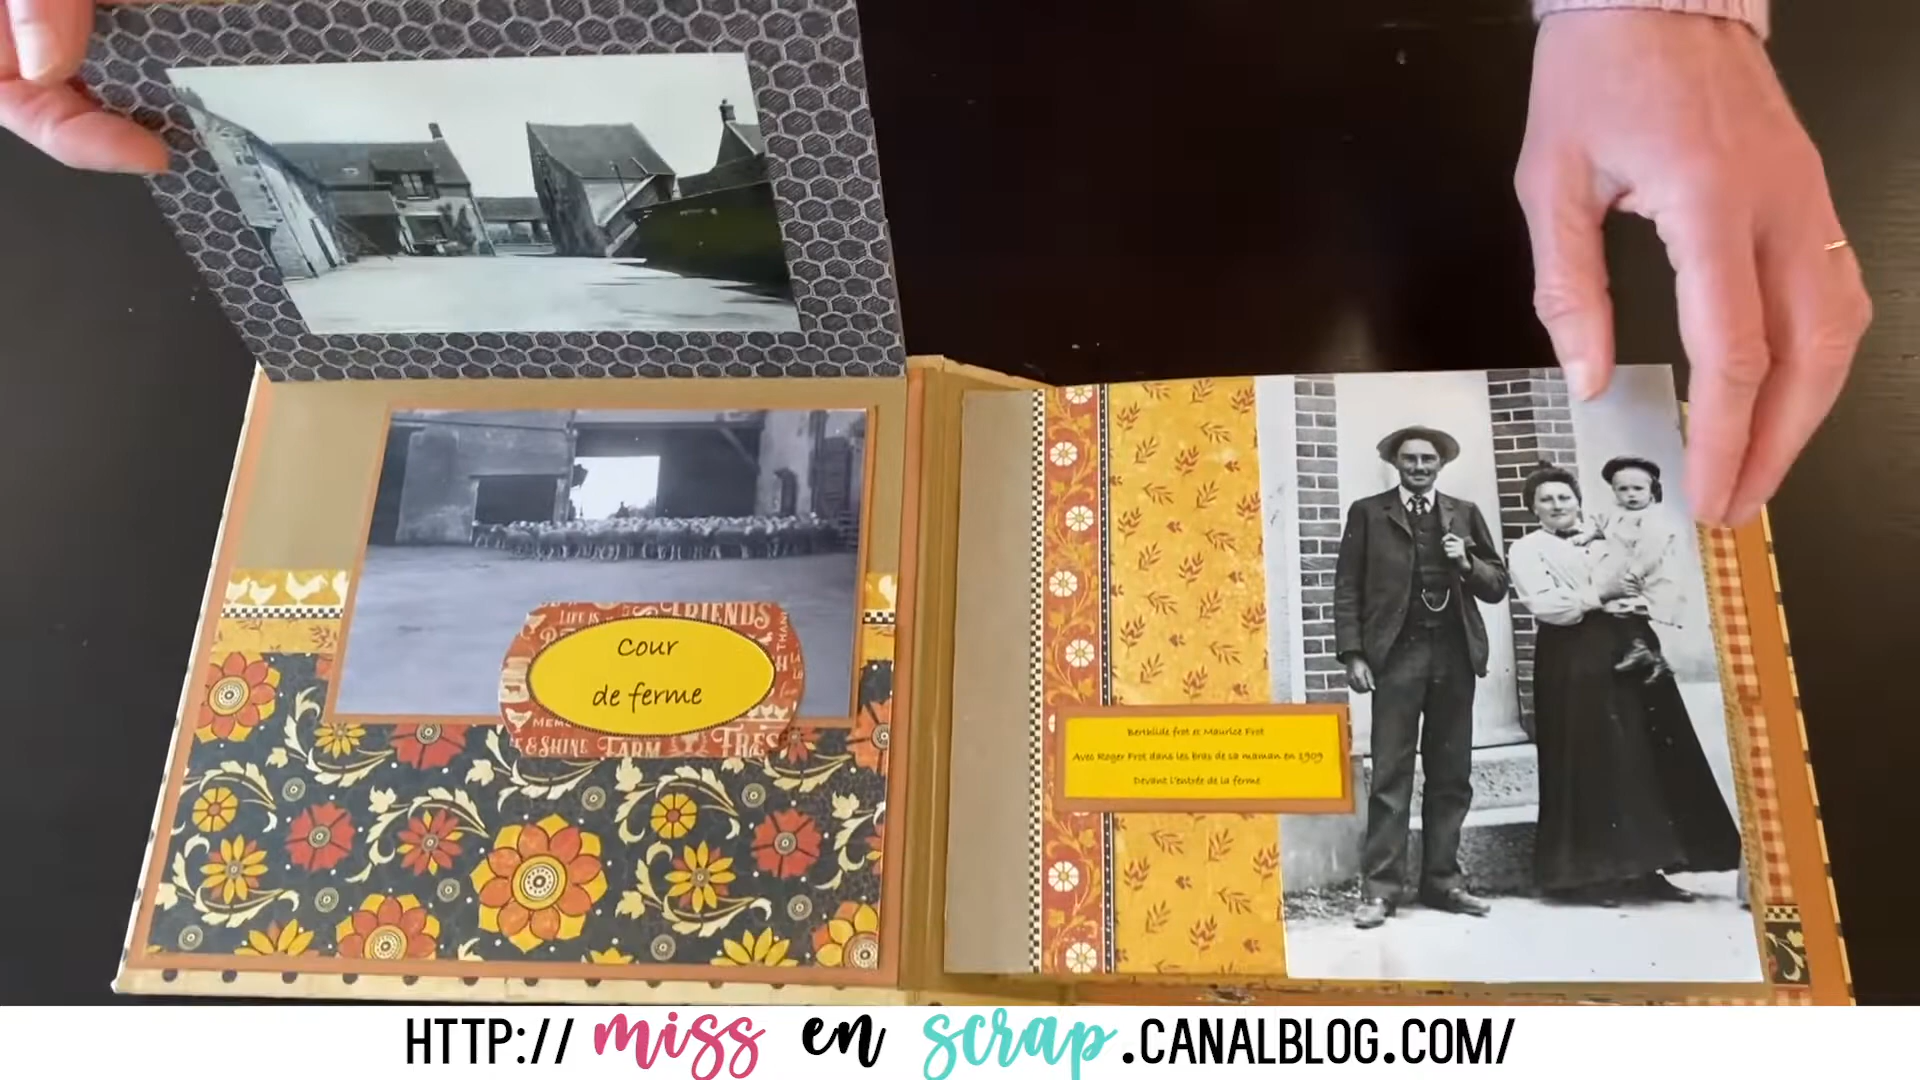 LIFE IS
FRIENDS
Cour
de ferme
& SHINE FARM
Berthilde frot et Maurice Frot
Avec Roger Frot dans les bras de sa maman en 1909
Devant l'entrée de la ferme
HTTP:// miss en scrap.CANALBLOG.COM/